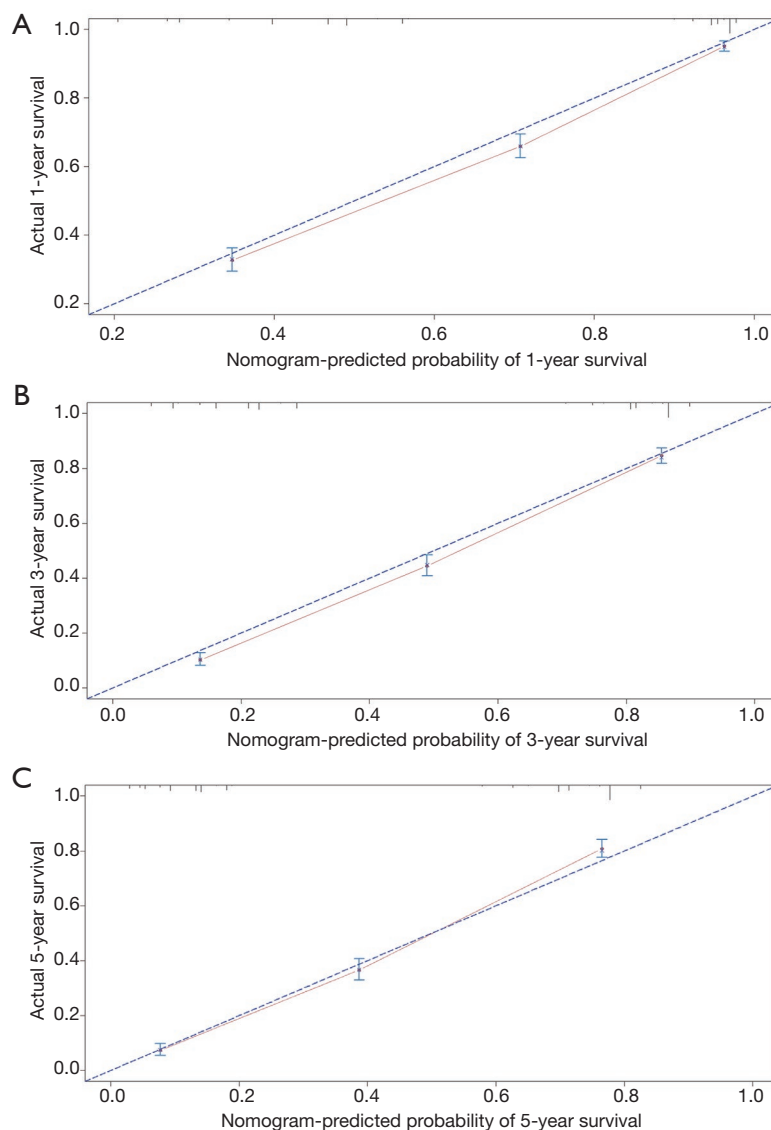 A
1.0
0.8
0.6
0.4
0.2
Actual 1-year survival
0.2 0.4 0.6 0.8 1.0
Nomogram-predicted probability of 1-year survival
B
1.0
0.8
0.6
0.4
0.2
0.0
Actual 3-year survival
0.0 0.2 0.4 0.6 0.8 1.0
Nomogram-predicted probability of 3-year survival
C
1.0
0.8
0.6
0.4
0.2
0.0
Actual 5-year survival
0.0 0.2 0.4 0.6 0.8 1.0
Nomogram-predicted probability of 5-year survival